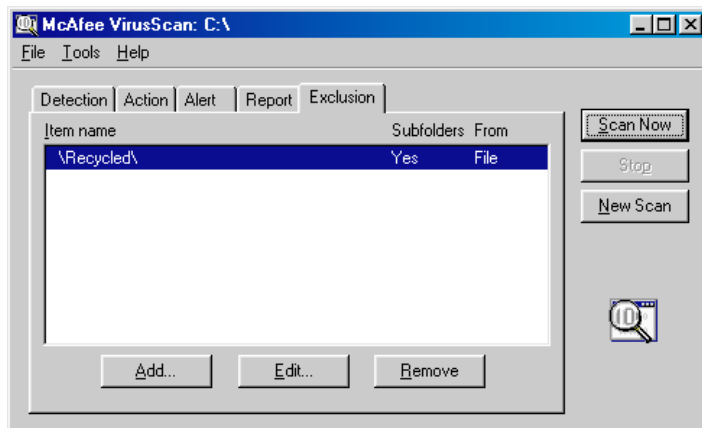 McAfee VirusScan: C:\
File Tools Help
Detection Action Alert Report Exclusion
Item name Subfolders From
\Recycled\ Yes File
Scan Now
Stop
New Scan
Add... Edit... Remove